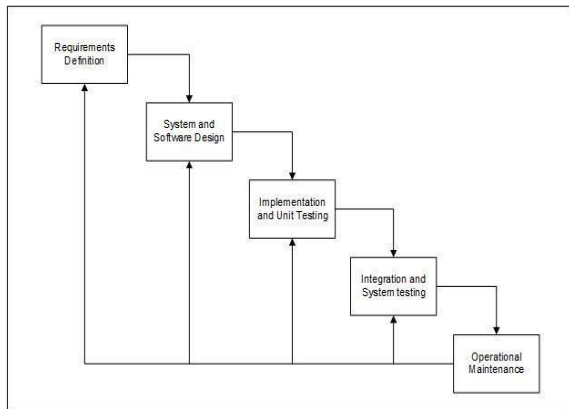 Requirements
Definition
System and
Software Design
Implementation
and Unit Testing
Integration and
System testing
Operational
Maintenance